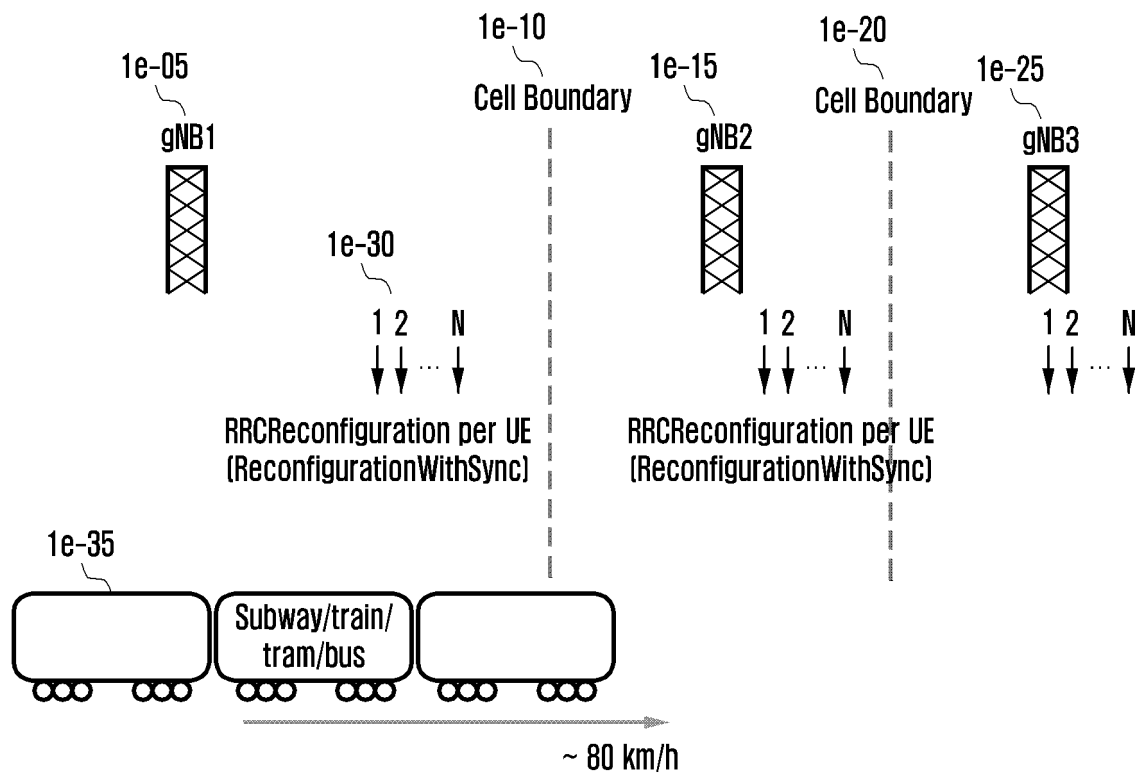 1e-10
1e-20
1e-05
1e-15
1e-25
Cell Boundary
Cell Boundary
gNB1
gNB2
gNB3
1e-30
1 2 N
1 2 N
1 2 N
... ... ...
RRCReconfiguration per UE
(ReconfigurationWithSync)
RRCReconfiguration per UE
(ReconfigurationWithSync)
1e-35
Subway/train/
tram/bus
~ 80 km/h